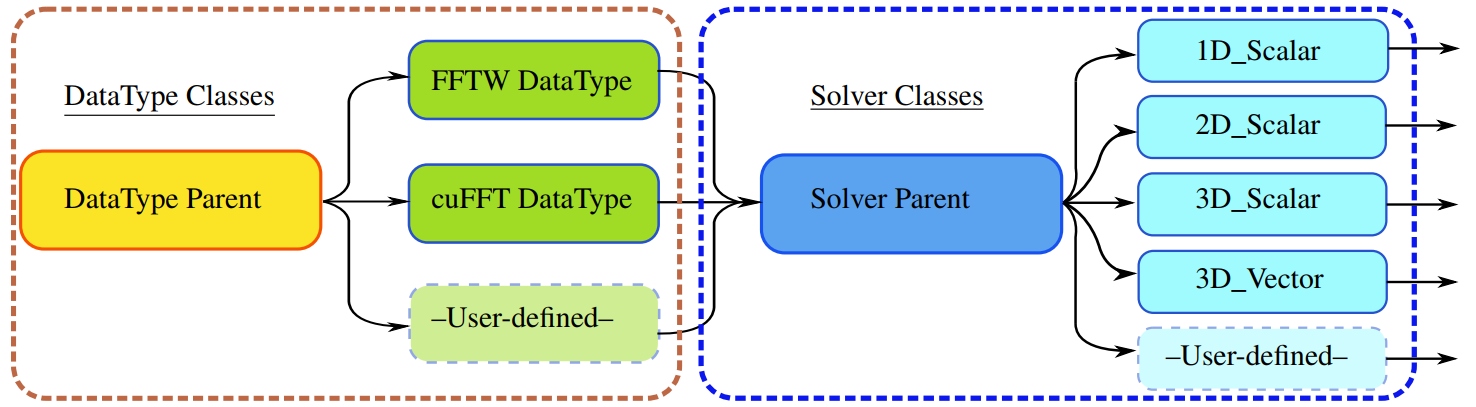 DataType Classes
DataType Parent
FFTW DataType
cuFFT DataType
–User-defined–
Solver Classes
Solver Parent
1D_Scalar
2D_Scalar
3D_Scalar
3D_Vector
–User-defined–